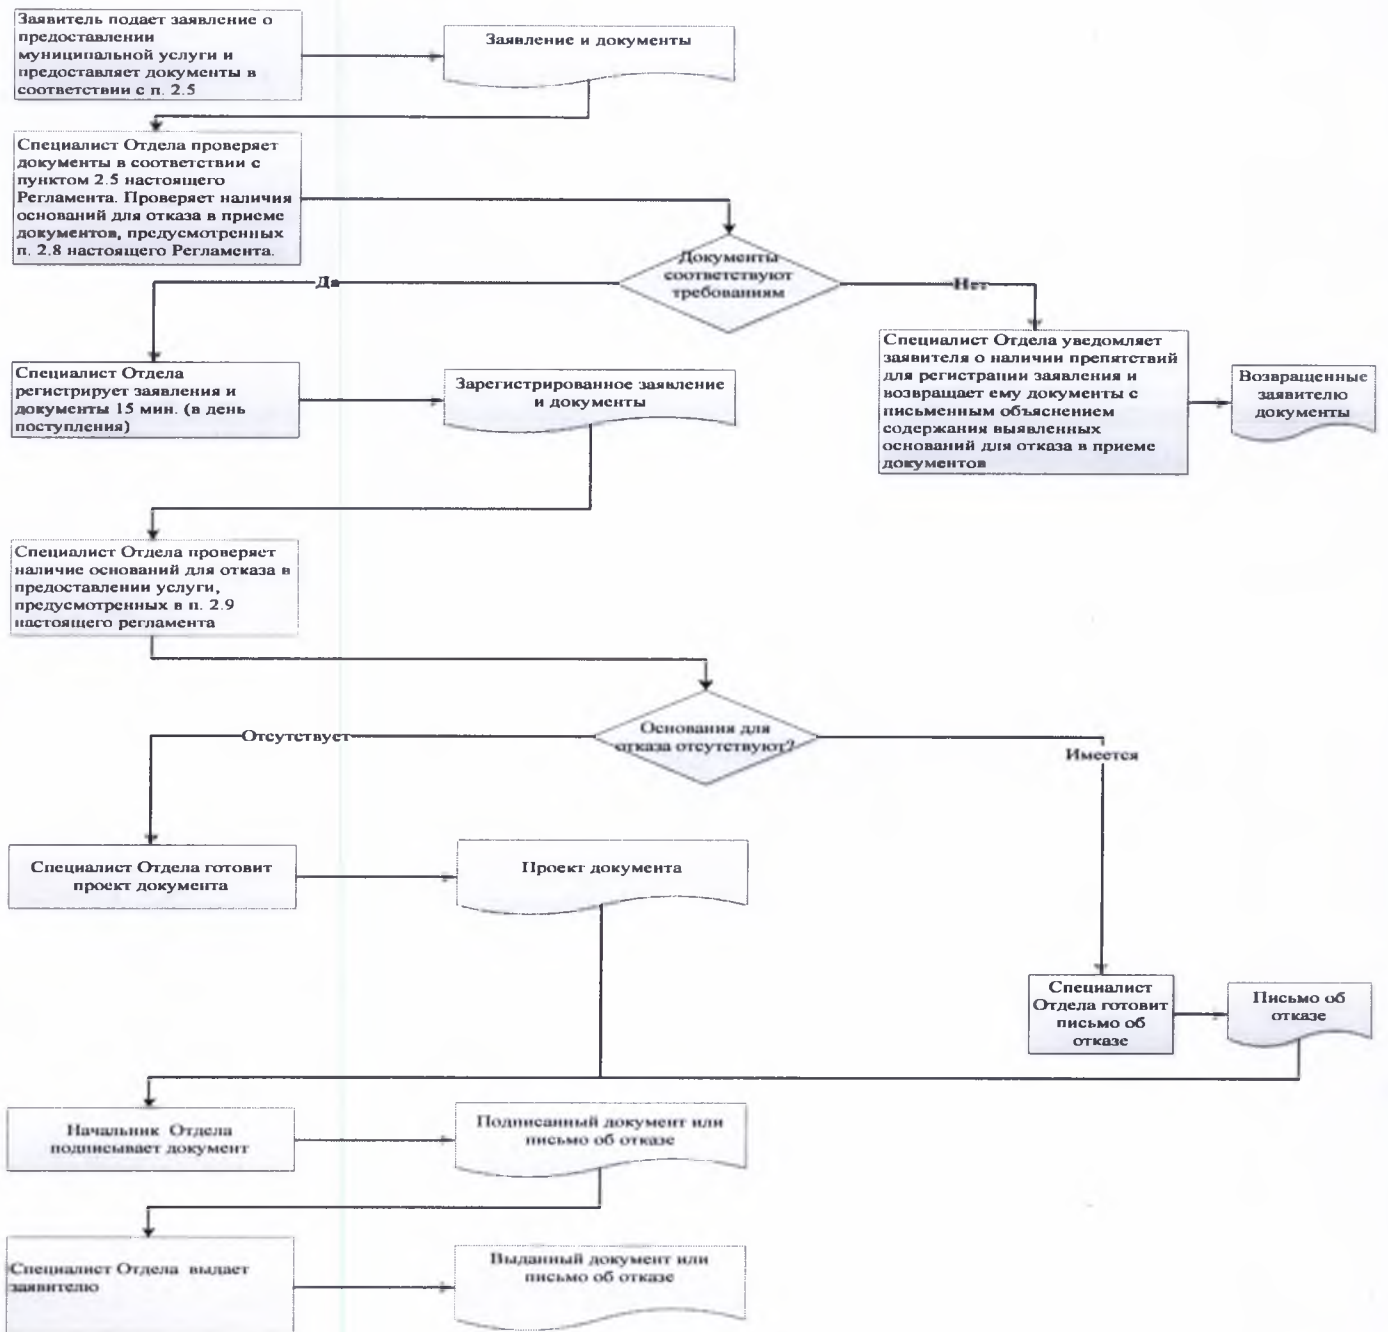 Заявитель подает заявление о
предоставлении
муниципальной услуги и
предоставляет документы в
соответствии с п. 2.5
Заявление и документы
Специалист Отдела проверяет
документы в соответствии с
пунктом 2.5 настоящего
Регламента. Проверяет наличия
оснований для отказа в приеме
документов, предусмотренных
п. 2.8 настоящего Регламента.
Документы
соответствуют
требованиям
Да
Нет
Специалист Отдела
регистрирует заявления и
документы 15 мин. (в день
поступления)
Зарегистрированное заявление
и документы
Специалист Отдела уведомляет
заявителя о наличии препятствий
для регистрации заявления и
возвращает ему документы с
письменным объяснением
содержания выявленных
оснований для отказа в приеме
документов
Возвращенные
заявителю
документы
Специалист Отдела проверяет
наличие оснований для отказа в
предоставлении услуги,
предусмотренных в п. 2.9
настоящего регламента
Основания для
отказа отсутствуют?
Отсутствует
Имеется
Специалист Отдела готовит
проект документа
Проект документа
Специалист
Отдела готовит
письмо об
отказе
Письмо об
отказе
Начальник Отдела
подписывает документ
Подписанный документ или
письмо об отказе
Специалист Отдела выдает
заявителю
Выданный документ или
письмо об отказе